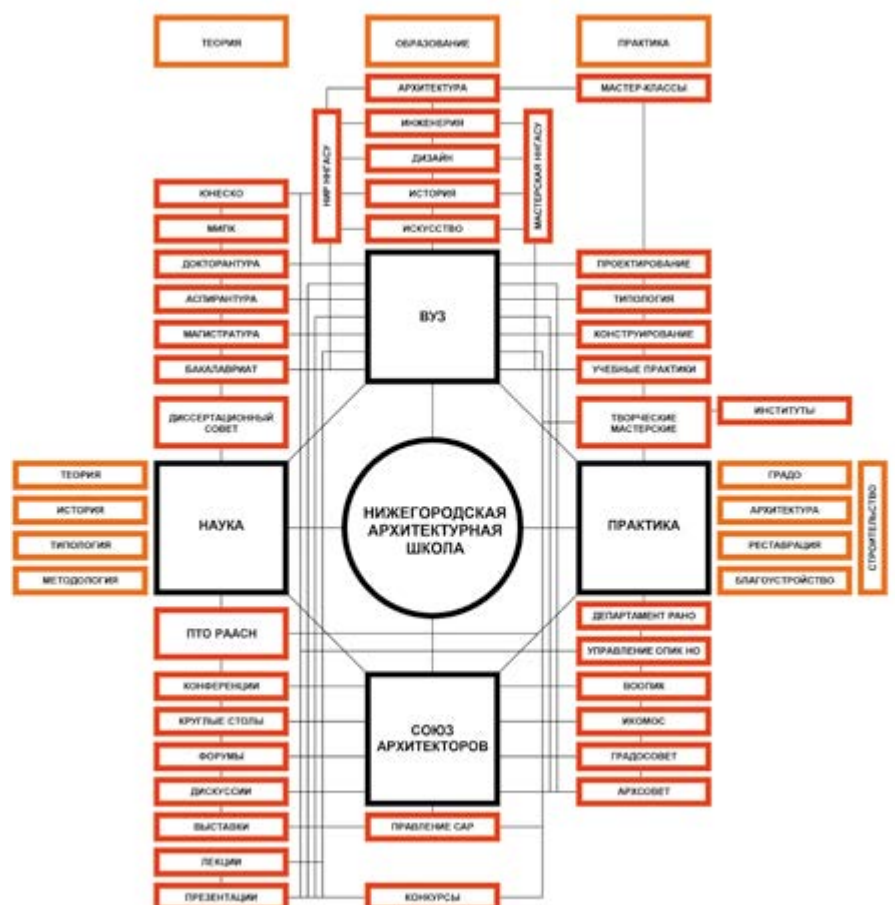 ТЕОРИЯ
ОБРАЗОВАНИЕ
ПРАКТИКА
АРХИТЕКТУРА
МАСТЕР-КЛАССЫ
ИНЖЕНЕРИЯ
ДИЗАЙН
ИСТОРИЯ
ИСКУССТВО
НИР ННГАСУ
МАСТЕРСКАЯ ННГАСУ
ЮНЕСКО
МИПК
ДОКТОРАНТУРА
АСПИРАНТУРА
МАГИСТРАТУРА
БАКАЛАВРИАТ
ДИССЕРТАЦИОННЫЙ
СОВЕТ
ВУЗ
ПРОЕКТИРОВАНИЕ
ТИПОЛОГИЯ
КОНСТРУИРОВАНИЕ
УЧЕБНЫЕ ПРАКТИКИ
ТВОРЧЕСКИЕ
МАСТЕРСКИЕ
ИНСТИТУТЫ
ТЕОРИЯ
ИСТОРИЯ
ТИПОЛОГИЯ
МЕТОДОЛОГИЯ
НАУКА
НИЖЕГОРОДСКАЯ
АРХИТЕКТУРНАЯ
ШКОЛА
ПРАКТИКА
ГРАДО
АРХИТЕКТУРА
РЕСТАВРАЦИЯ
БЛАГОУСТРОЙСТВО
СТРОИТЕЛЬСТВО
ПТО РААСН
КОНФЕРЕНЦИИ
КРУГЛЫЕ СТОЛЫ
ФОРУМЫ
ДИСКУССИИ
ВЫСТАВКИ
ЛЕКЦИИ
ПРЕЗЕНТАЦИИ
СОЮЗ
АРХИТЕКТОРОВ
ПРАВЛЕНИЕ САР
КОНКУРСЫ
ДЕПАРТАМЕНТ РАНО
УПРАВЛЕНИЕ ОПИК НО
ВООПИК
ИКОМОС
ГРАДОСОВЕТ
АРХСОВЕТ